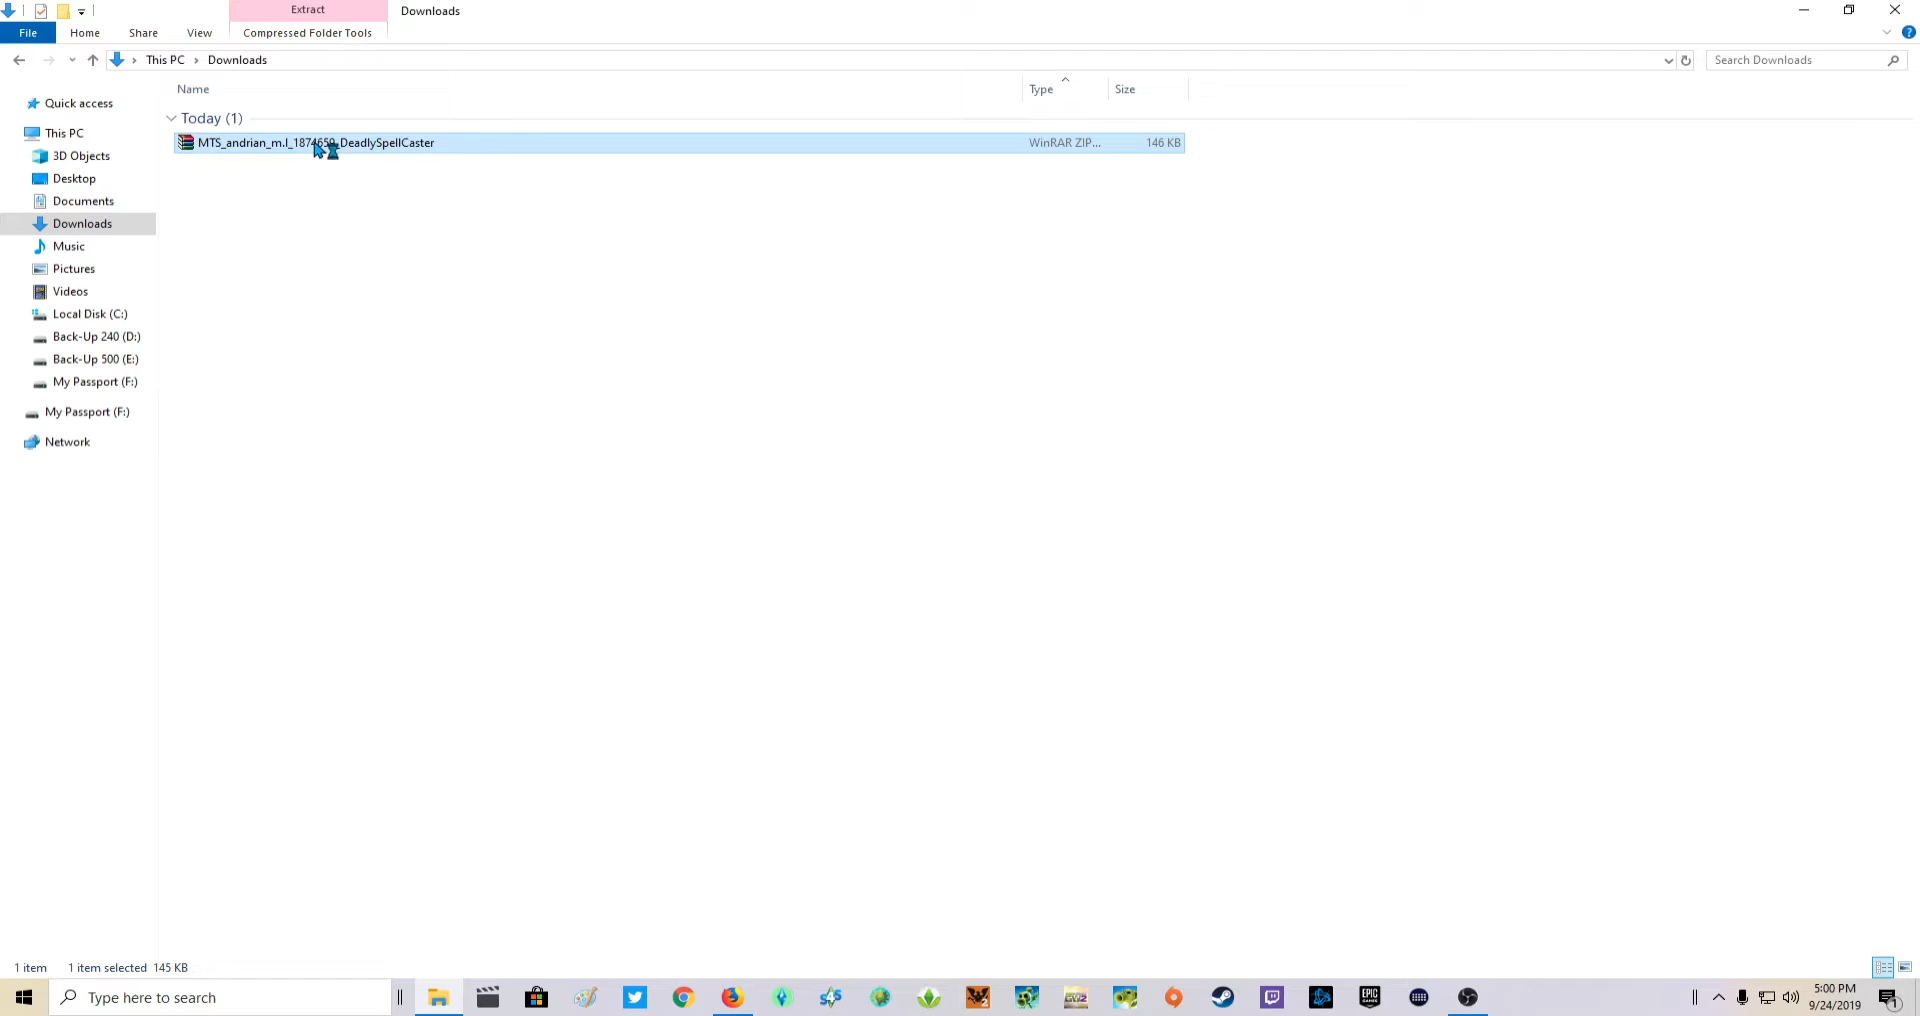 Extract
Downloads
File
Home
Share
View
Compressed Folder Tools
This PC
Downloads
Search Downloads
Name
Type
Size
Quick access
Today (1)
This PC
MTS_andrian_m.l_1874659_DeadlySpellCaster
WinRAR ZIP...
146 KB
3D Objects
Desktop
Documents
Downloads
Music
Pictures
Videos
Local Disk (C:)
Back-Up 240 (D:)
Back-Up 500 (E:)
My Passport (F:)
My Passport (F:)
Network
1 item
1 item selected 145 KB
Type here to search
EPIC
GAMES
5:00 PM
9/24/2019
1